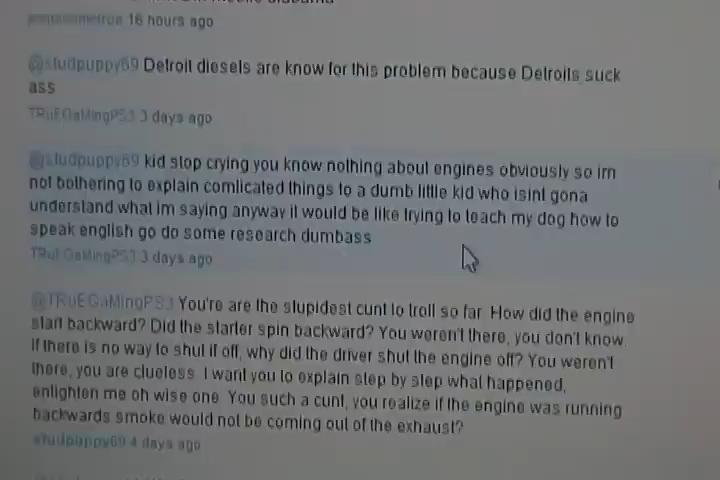 16 hours ago
@studpuppy69 Detroit diesels are know for this problem because Detroits suck
ass
TRuEGaMingPS3 3 days ago
@studpuppy69 kid stop crying you know nothing about engines obviously so im
not bothering to explain comlicated things to a dumb little kid who isint gona
understand what im saying anyway it would be like trying to teach my dog how to
speak english go do some research dumbass
TRuEGaMingPS3 3 days ago
@TRuEGaMingPS3 You're are the stupidest cunt to troll so far. How did the engine
start backward? Did the starter spin backward? You weren't there, you don't know.
If there is no way to shut if off, why did the driver shut the engine off? You weren't
there, you are clueless. I want you to explain step by step what happened,
enlighten me oh wise one. You such a cunt, you realize if the engine was running
backwards smoke would not be coming out of the exhaust?
studpuppy69 4 days ago